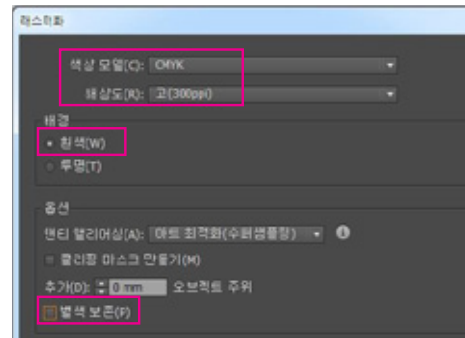 래스터화
색상 모델(C): CMYK
해상도(R): 고(300ppi)
배경
흰색(W)
투명(T)
옵션
앤티 앨리어싱(A): 아트 최적화(수퍼샘플링)
클리핑 마스크 만들기(M)
추가(D): 0 mm 오브젝트 주위
별색 보존(P)